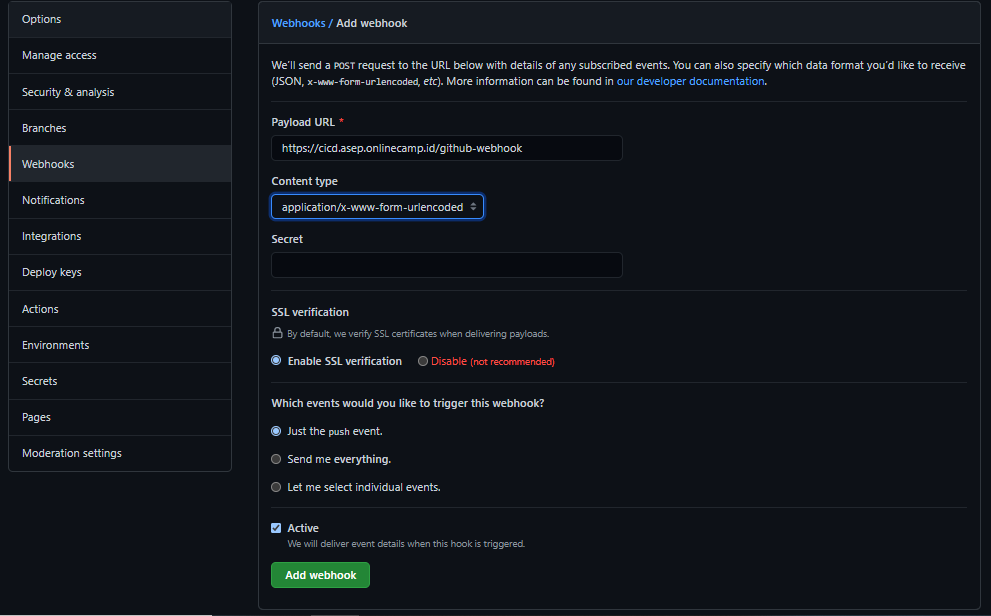 Options
Manage access
Security & analysis
Branches
Webhooks
Notifications
Integrations
Deploy keys
Actions
Environments
Secrets
Pages
Moderation settings
Webhooks / Add webhook
We'll send a POST request to the URL below with details of any subscribed events. You can also specify which data format you'd like to receive
(JSON, x-www-form-urlencoded, etc). More information can be found in our developer documentation.
Payload URL *
https://cicd.asep.onlinecamp.id/github-webhook
Content type
application/x-www-form-urlencoded
Secret
SSL verification
By default, we verify SSL certificates when delivering payloads.
Enable SSL verification Disable (not recommended)
Which events would you like to trigger this webhook?
Just the push event.
Send me everything.
Let me select individual events.
Active
We will deliver event details when this hook is triggered.
Add webhook